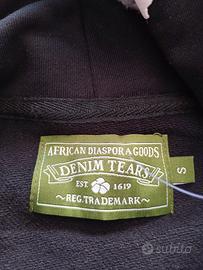 AFRICAN DIASPORA GOODS
DENIM TEARS
EST. 1619
~REG.TRADEMARK~
S
subito